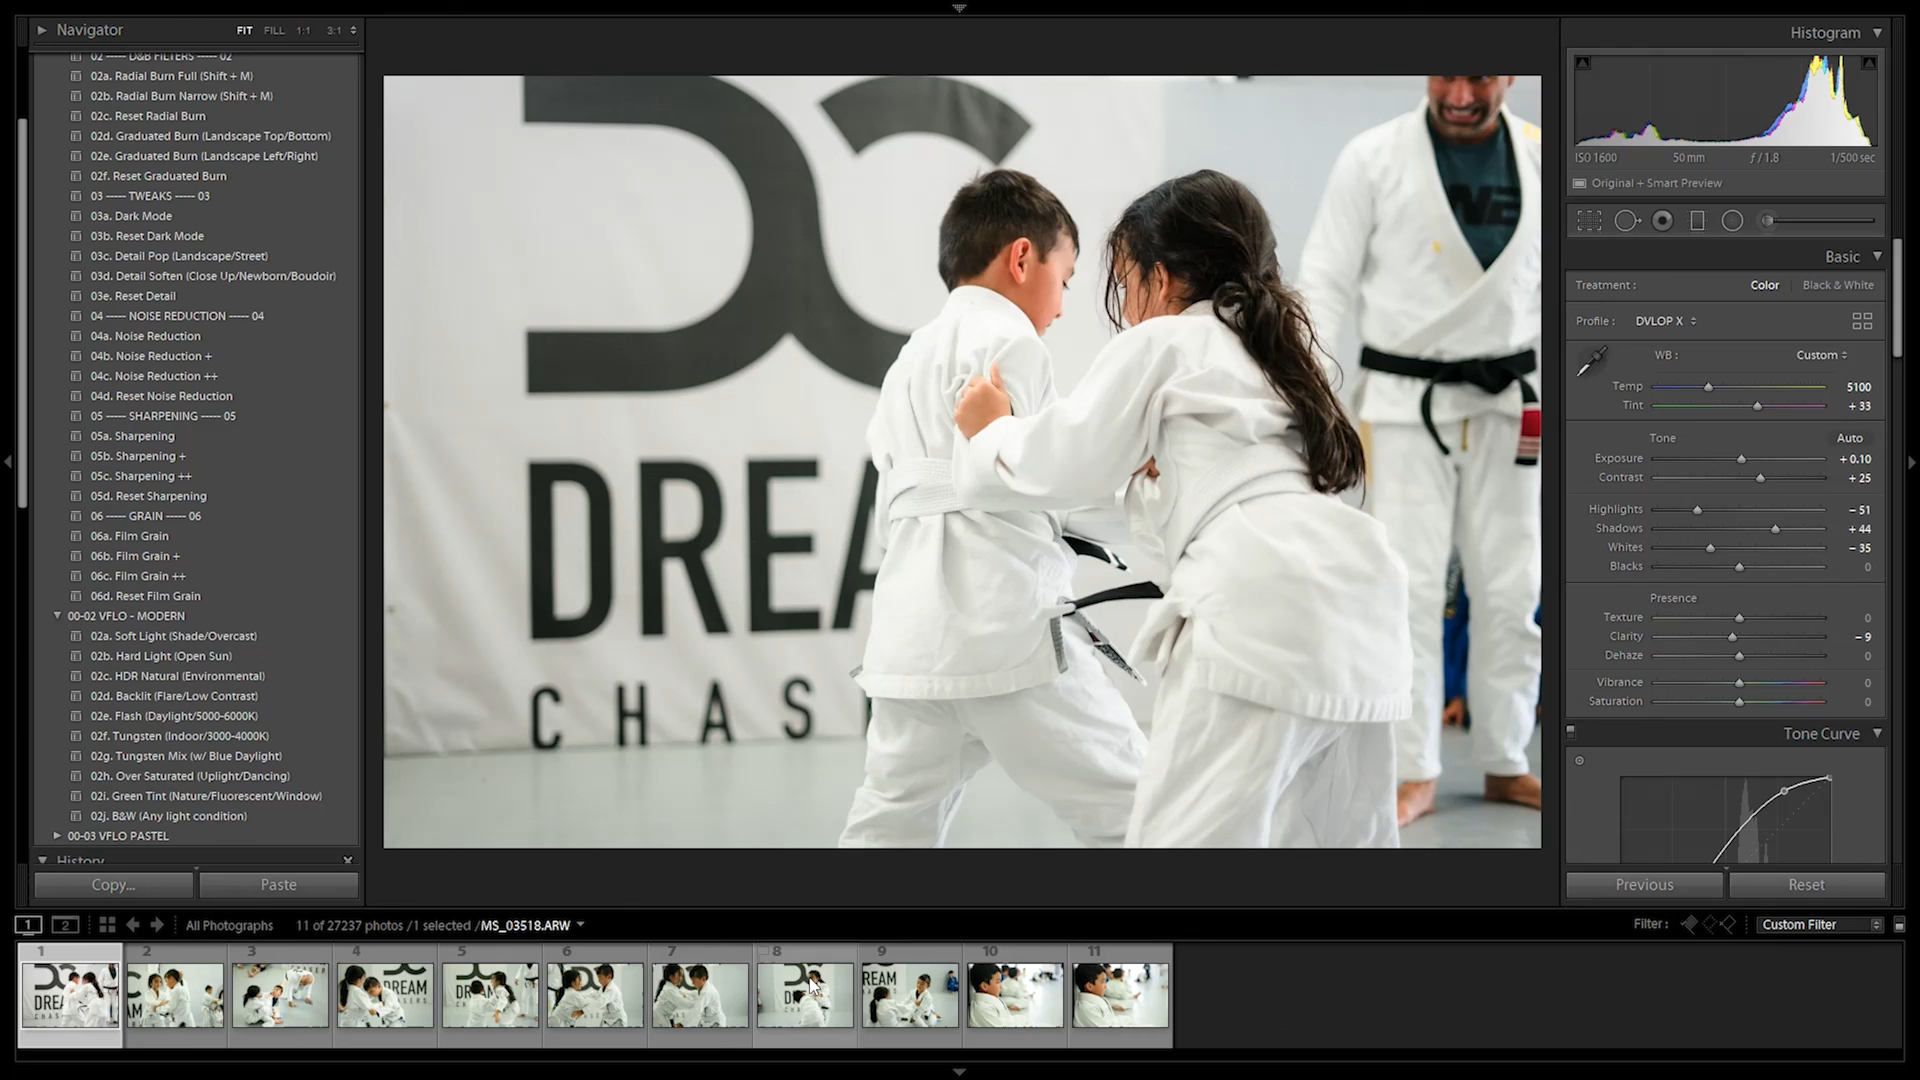 Navigator
FIT FILL 1:1 3:1
02 ----- D&B FILTERS ----- 02
02a. Radial Burn Full (Shift + M)
02b. Radial Burn Narrow (Shift + M)
02c. Reset Radial Burn
02d. Graduated Burn (Landscape Top/Bottom)
02e. Graduated Burn (Landscape Left/Right)
02f. Reset Graduated Burn
03 ----- TWEAKS ----- 03
03a. Dark Mode
03b. Reset Dark Mode
03c. Detail Pop (Landscape/Street)
03d. Detail Soften (Close Up/Newborn/Boudoir)
03e. Reset Detail
04 ----- NOISE REDUCTION ----- 04
04a. Noise Reduction
04b. Noise Reduction +
04c. Noise Reduction ++
04d. Reset Noise Reduction
05 ----- SHARPENING ----- 05
05a. Sharpening
05b. Sharpening +
05c. Sharpening ++
05d. Reset Sharpening
06 ----- GRAIN ----- 06
06a. Film Grain
06b. Film Grain +
06c. Film Grain ++
06d. Reset Film Grain
00-02 VFLO - MODERN
02a. Soft Light (Shade/Overcast)
02b. Hard Light (Open Sun)
02c. HDR Natural (Environmental)
02d. Backlit (Flare/Low Contrast)
02e. Flash (Daylight/5000-6000K)
02f. Tungsten (Indoor/3000-4000K)
02g. Tungsten Mix (w/ Blue Daylight)
02h. Over Saturated (Uplight/Dancing)
02i. Green Tint (Nature/Fluorescent/Window)
02j. B&W (Any light condition)
00-03 VFLO PASTEL
History
Copy... Paste
DC
DREA
CHAS
Histogram
ISO 1600 50 mm ƒ / 1.8 1/500 sec
Original + Smart Preview
Basic
Treatment : Color Black & White
Profile : DVLOP X
WB : Custom
Temp 5100
Tint + 33
Tone Auto
Exposure + 0.10
Contrast + 25
Highlights – 51
Shadows + 44
Whites – 35
Blacks 0
Presence
Texture 0
Clarity – 9
Dehaze 0
Vibrance 0
Saturation 0
Tone Curve
Previous Reset
1 2 All Photographs 11 of 27237 photos /1 selected /MS_03518.ARW Filter : Custom Filter
1 2 3 4 5 6 7 8 9 10 11